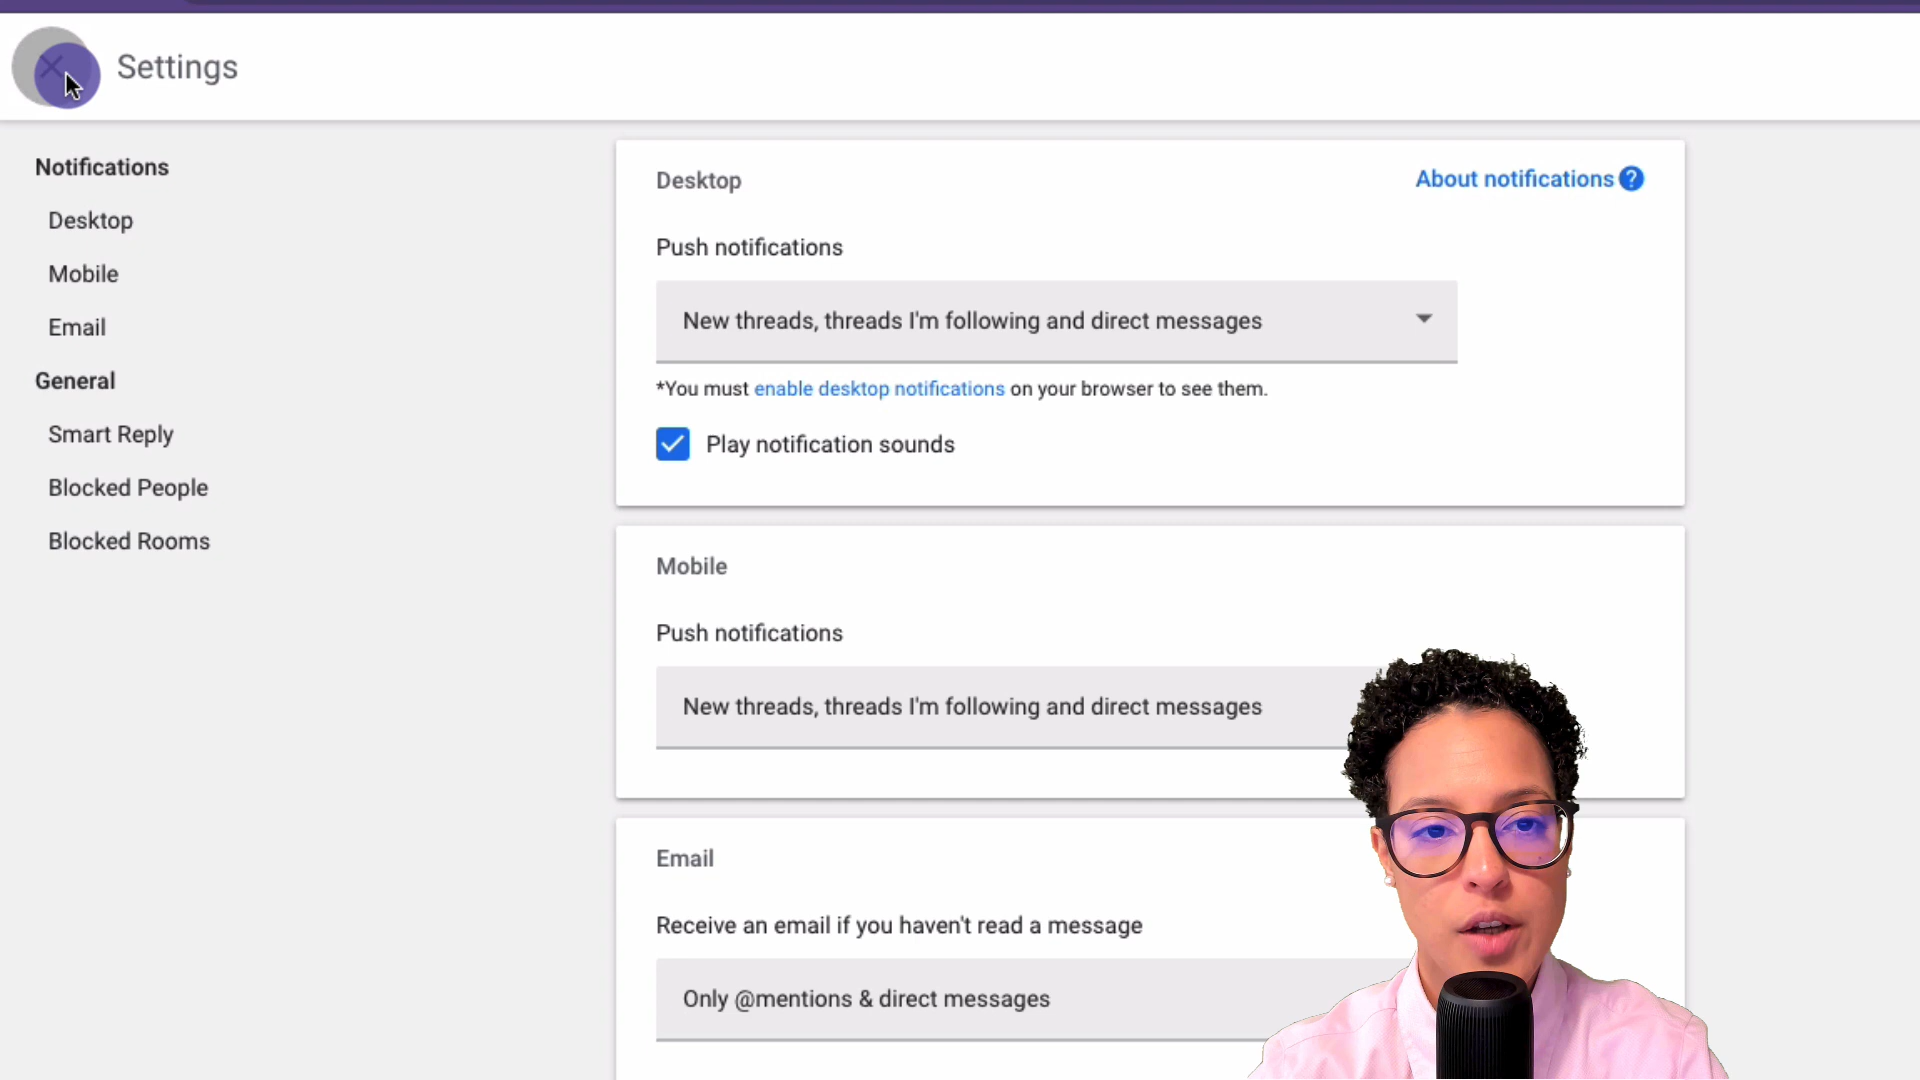 Settings
Notifications
Desktop
Mobile
Email
General
Smart Reply
Blocked People
Blocked Rooms
Desktop
About notifications ?
Push notifications
New threads, threads I'm following and direct messages
*You must enable desktop notifications on your browser to see them.
Play notification sounds
Mobile
Push notifications
New threads, threads I'm following and direct messages
Email
Receive an email if you haven't read a message
Only @mentions & direct messages